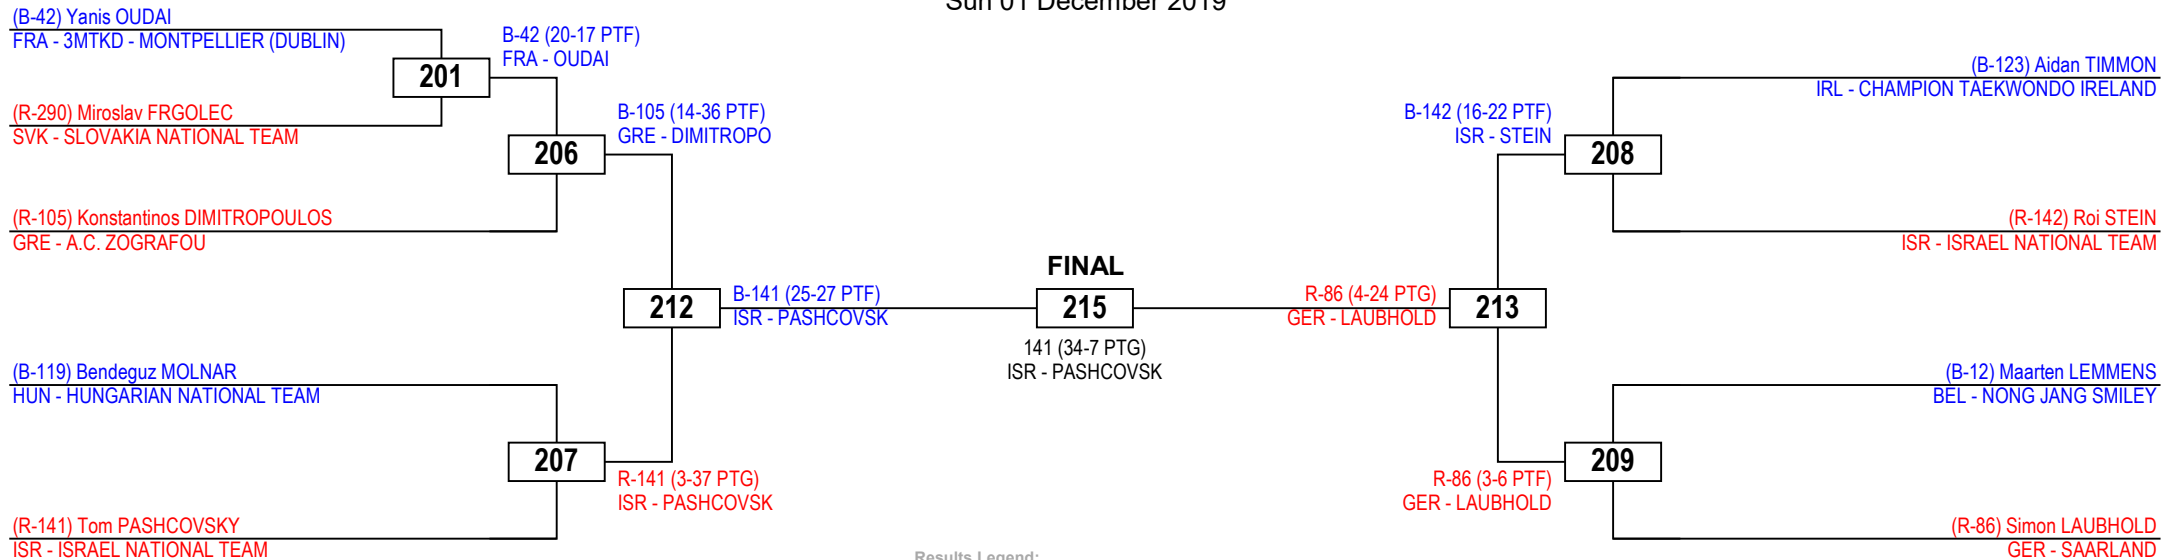 Sun 01 December 2019
(B-42) Yanis OUDAI
FRA - 3MTKD - MONTPELLIER (DUBLIN)
B-42 (20-17 PTF)
FRA - OUDAI
201
(R-290) Miroslav FRGOLEC
SVK - SLOVAKIA NATIONAL TEAM
B-105 (14-36 PTF)
GRE - DIMITROPO
206
(R-105) Konstantinos DIMITROPOULOS
GRE - A.C. ZOGRAFOU
212
B-141 (25-27 PTF)
ISR - PASHCOVSK
(B-119) Bendeguz MOLNAR
HUN - HUNGARIAN NATIONAL TEAM
207
R-141 (3-37 PTG)
ISR - PASHCOVSK
(R-141) Tom PASHCOVSKY
ISR - ISRAEL NATIONAL TEAM
FINAL
215
141 (34-7 PTG)
ISR - PASHCOVSK
(B-123) Aidan TIMMON
IRL - CHAMPION TAEKWONDO IRELAND
B-142 (16-22 PTF)
ISR - STEIN
208
(R-142) Roi STEIN
ISR - ISRAEL NATIONAL TEAM
R-86 (4-24 PTG)
GER - LAUBHOLD
213
(B-12) Maarten LEMMENS
BEL - NONG JANG SMILEY
209
R-86 (3-6 PTF)
GER - LAUBHOLD
(R-86) Simon LAUBHOLD
GER - SAARLAND
Results Legend: